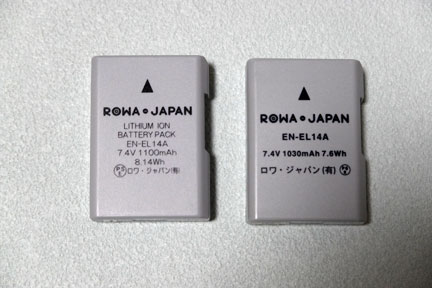 ROWA・JAPAN
LITHIUM ION
BATTERY PACK
EN-EL14A
7.4V 1100mAh
8.14Wh
ロワ・ジャパン(有)
ROWA・JAPAN
EN-EL14A
7.4V 1030mAh 7.6Wh
ロワ・ジャパン(有)